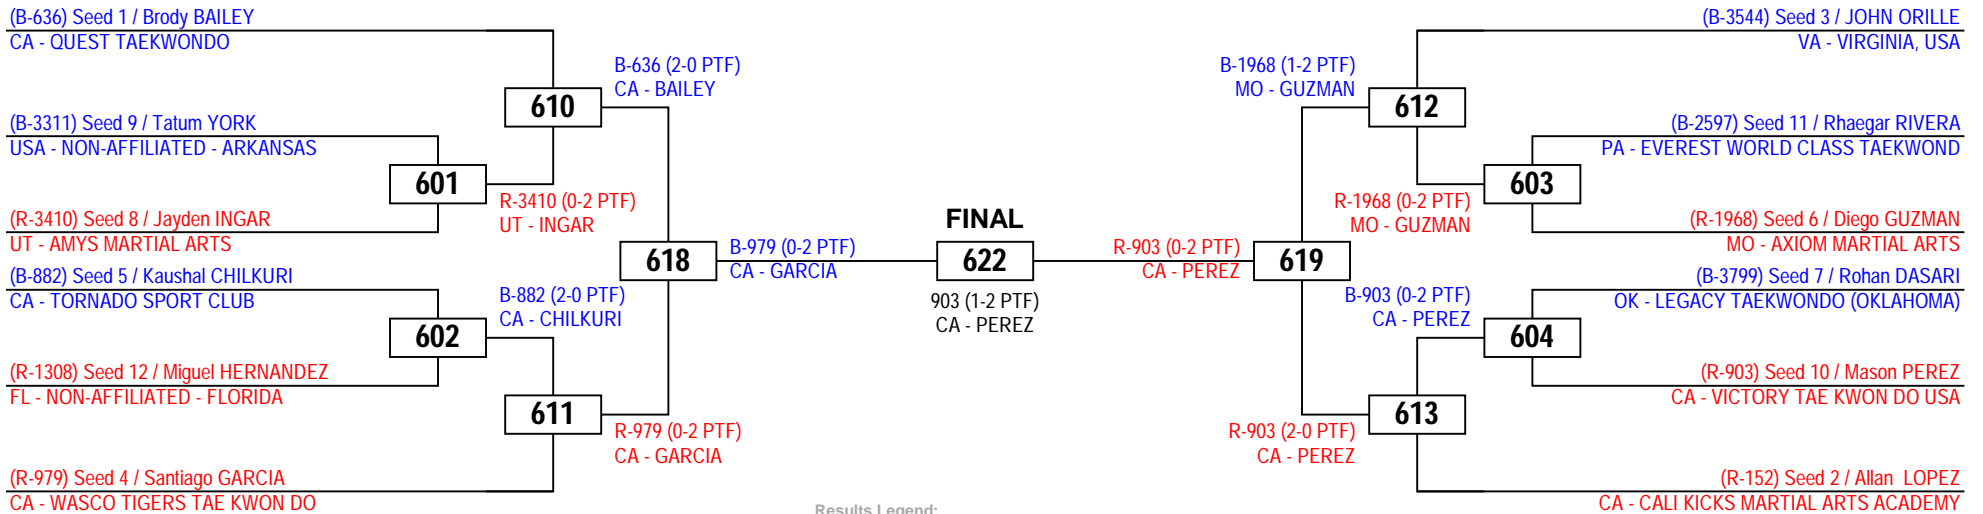 (B-636) Seed 1 / Brody BAILEY
CA - QUEST TAEKWONDO
B-636 (2-0 PTF)
CA - BAILEY
610
(B-3311) Seed 9 / Tatum YORK
USA - NON-AFFILIATED - ARKANSAS
601
R-3410 (0-2 PTF)
UT - INGAR
(R-3410) Seed 8 / Jayden INGAR
UT - AMYS MARTIAL ARTS
618
B-979 (0-2 PTF)
CA - GARCIA
(B-882) Seed 5 / Kaushal CHILKURI
CA - TORNADO SPORT CLUB
B-882 (2-0 PTF)
CA - CHILKURI
602
(R-1308) Seed 12 / Miguel HERNANDEZ
FL - NON-AFFILIATED - FLORIDA
611
R-979 (0-2 PTF)
CA - GARCIA
(R-979) Seed 4 / Santiago GARCIA
CA - WASCO TIGERS TAE KWON DO
FINAL
622
903 (1-2 PTF)
CA - PEREZ
Results Legend:
(B-3544) Seed 3 / JOHN ORILLE
VA - VIRGINIA, USA
B-1968 (1-2 PTF)
MO - GUZMAN
612
(B-2597) Seed 11 / Rhaegar RIVERA
PA - EVEREST WORLD CLASS TAEKWOND
603
R-1968 (0-2 PTF)
MO - GUZMAN
(R-1968) Seed 6 / Diego GUZMAN
MO - AXIOM MARTIAL ARTS
R-903 (0-2 PTF)
CA - PEREZ
619
(B-3799) Seed 7 / Rohan DASARI
OK - LEGACY TAEKWONDO (OKLAHOMA)
B-903 (0-2 PTF)
CA - PEREZ
604
(R-903) Seed 10 / Mason PEREZ
CA - VICTORY TAE KWON DO USA
613
R-903 (2-0 PTF)
CA - PEREZ
(R-152) Seed 2 / Allan  LOPEZ
CA - CALI KICKS MARTIAL ARTS ACADEMY